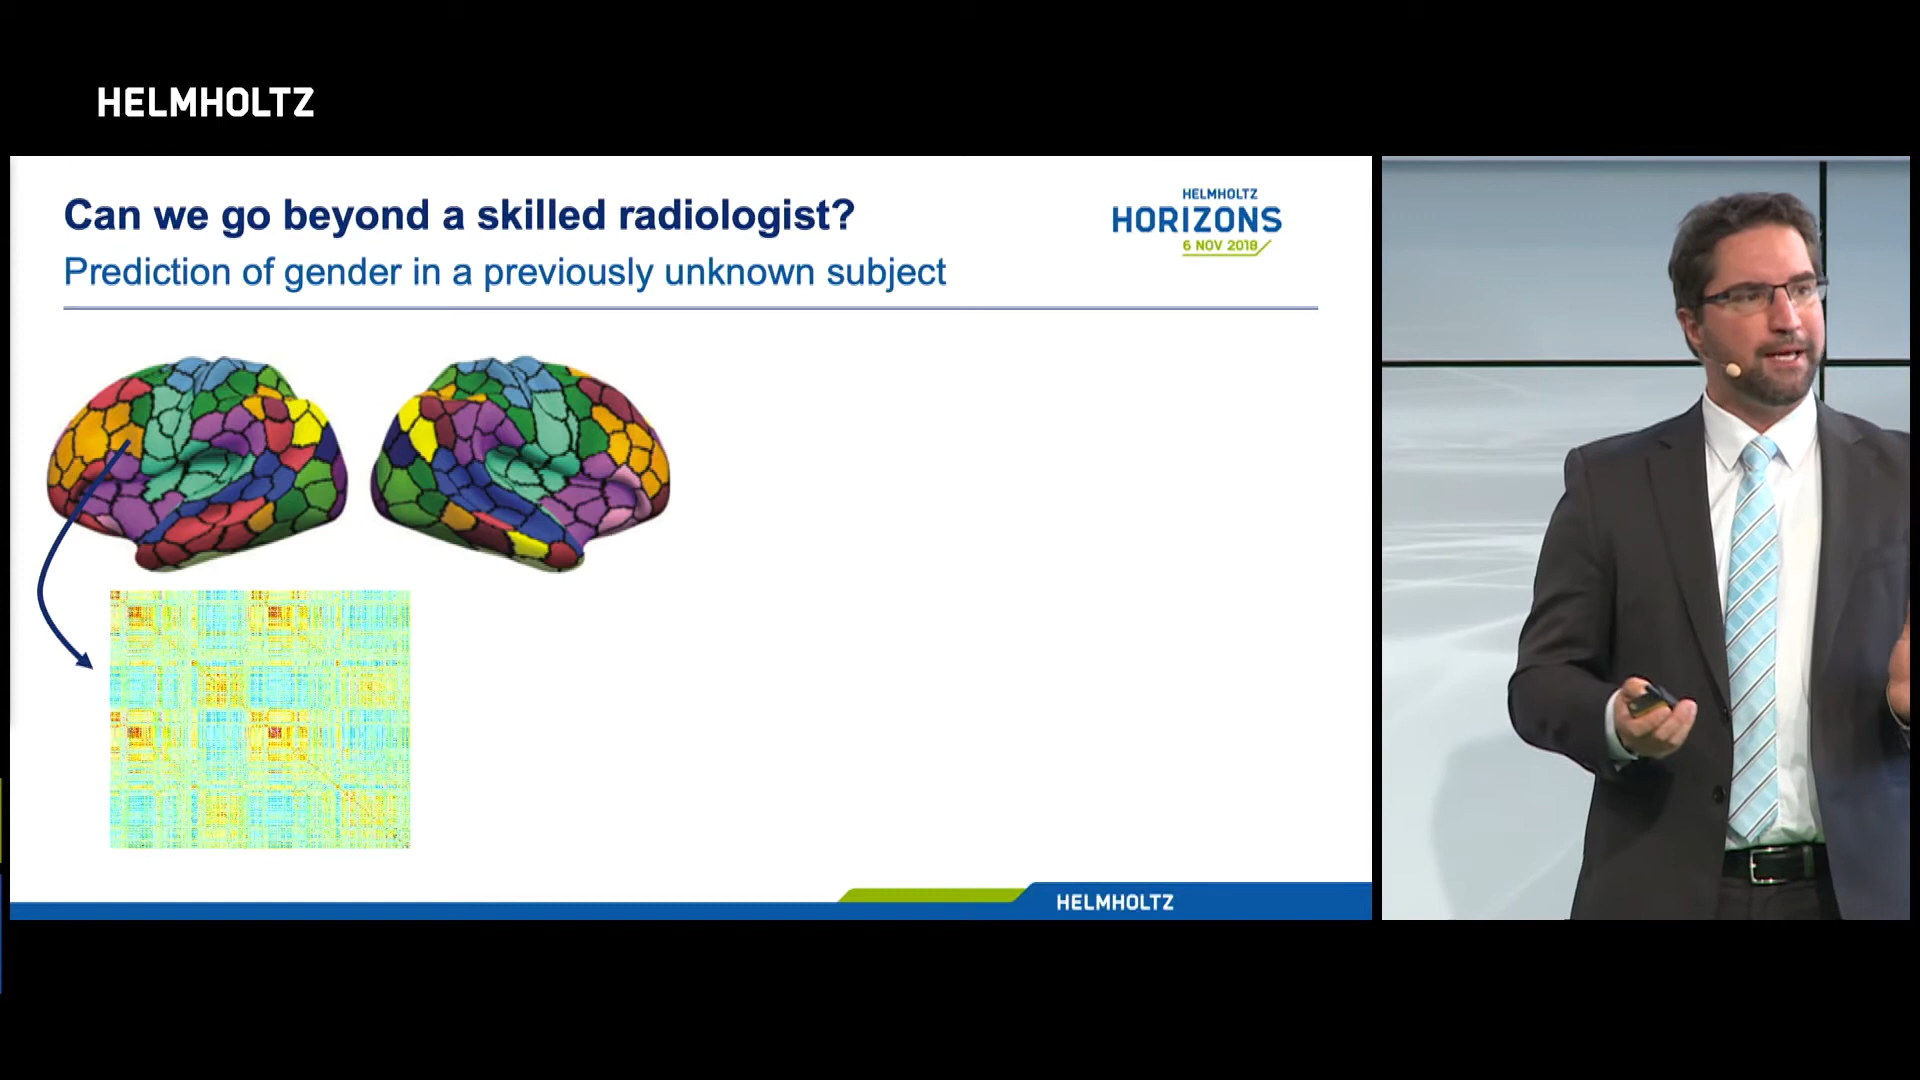 HELMHOLTZ
Can we go beyond a skilled radiologist?
Prediction of gender in a previously unknown subject
HELMHOLTZ
HORIZONS
6 NOV 2018
HELMHOLTZ